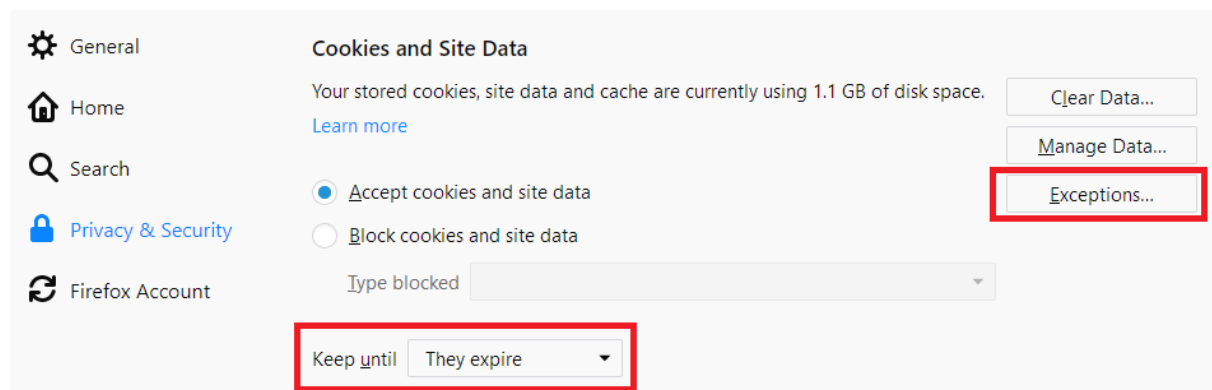 General
Home
Search
Privacy & Security
Firefox Account
Cookies and Site Data
Your stored cookies, site data and cache are currently using 1.1 GB of disk space.
Learn more
Accept cookies and site data
Block cookies and site data
Type blocked
Keep until They expire
Clear Data...
Manage Data...
Exceptions...